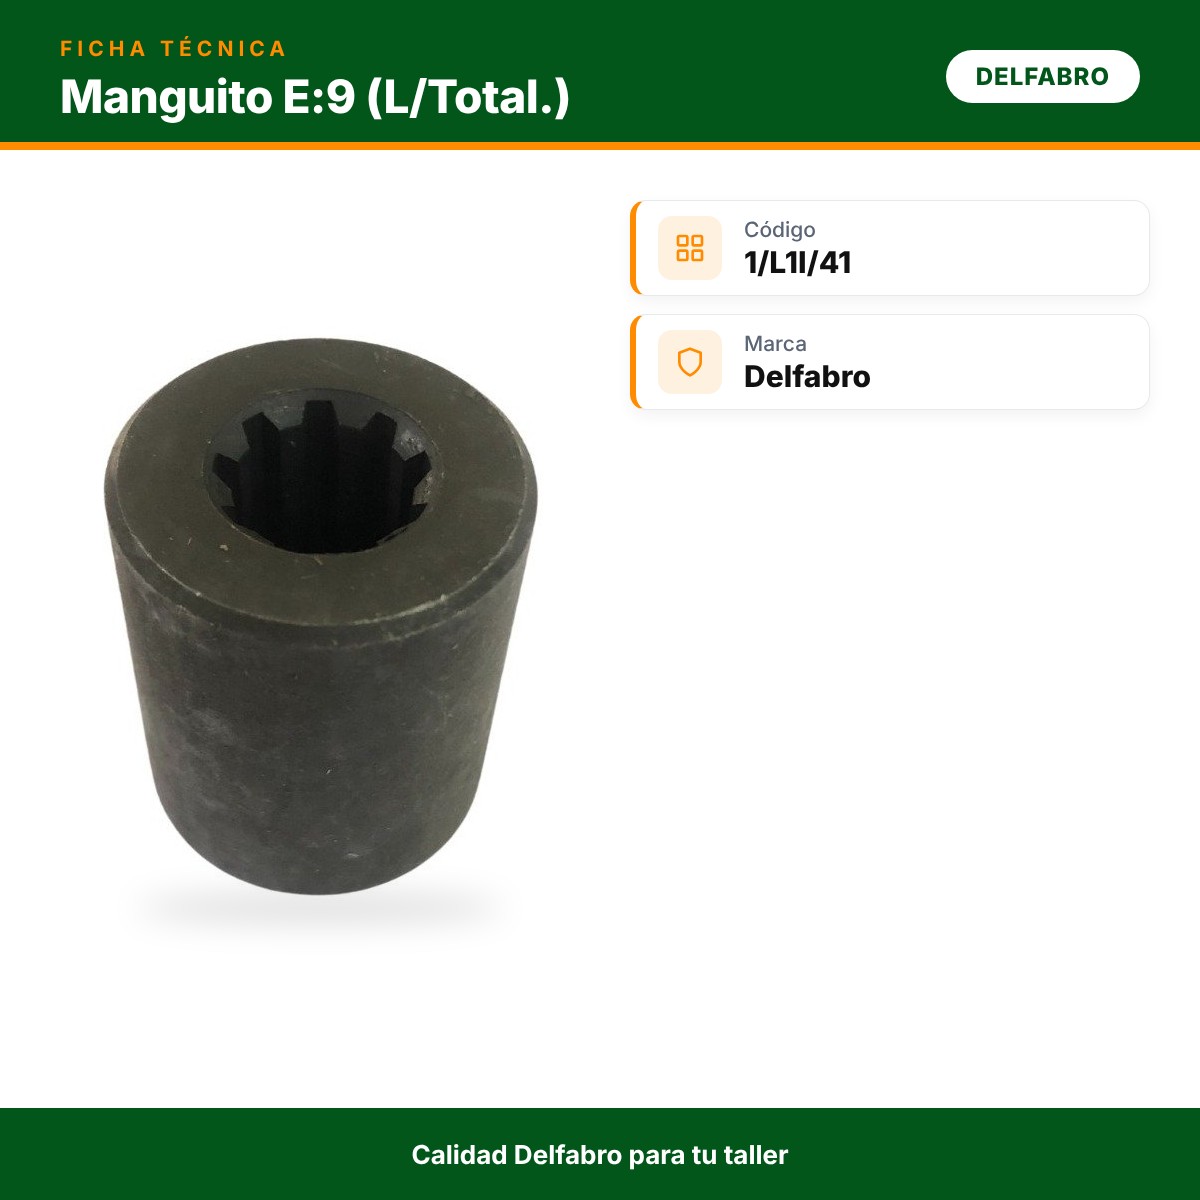 FICHA TÉCNICA
Manguito E:9 (L/Total.)
DELFABRO
Código
1/L1I/41
Marca
Delfabro
Calidad Delfabro para tu taller